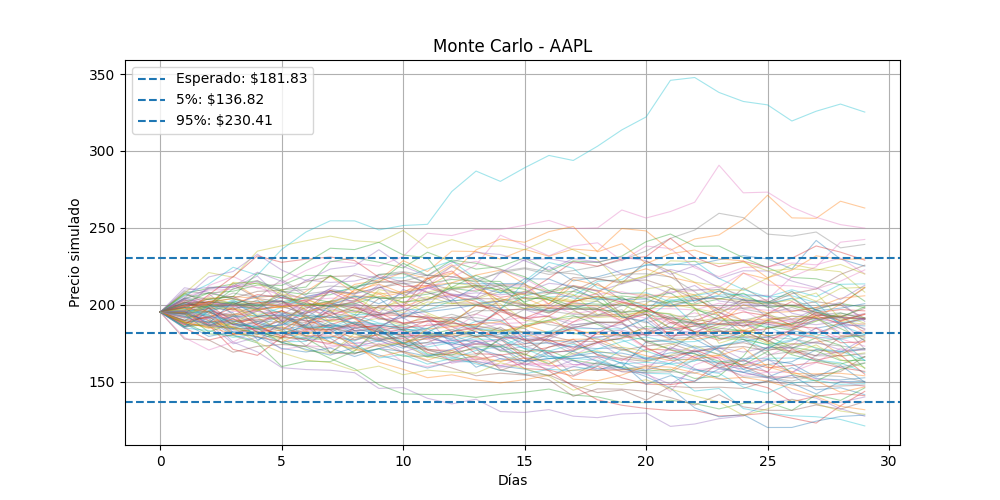 Monte Carlo - AAPL
Esperado: $181.83
5%: $136.82
95%: $230.41
Precio simulado
350
300
250
200
150
0 5 10 15 20 25 30
Días